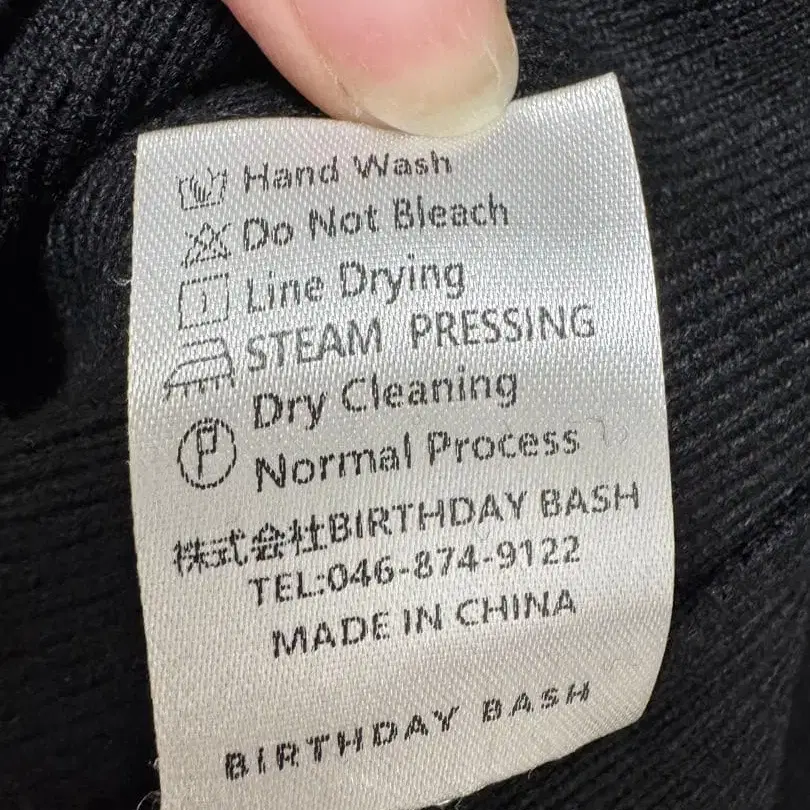 Hand Wash
Do Not Bleach
Line Drying
STEAM PRESSING
Dry Cleaning
P Normal Process
株式会社BIRTHDAY BASH
TEL:046-874-9122
MADE IN CHINA
BIRTHDAY BASH